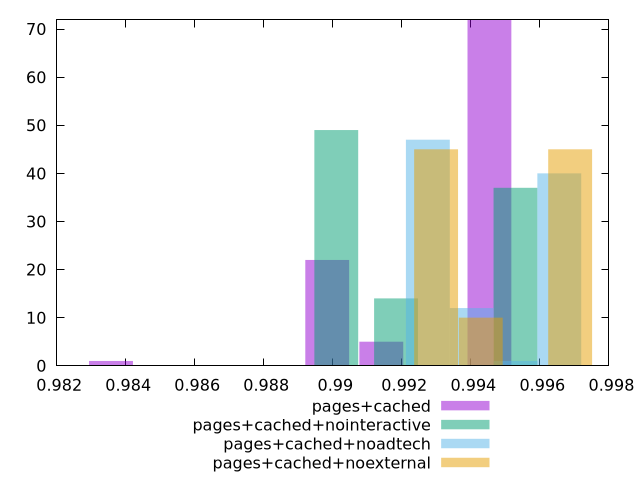 70
60
50
40
30
20
10
0
0.982 0.984 0.986 0.988 0.99 0.992 0.994 0.996 0.998
pages+cached
pages+cached+nointeractive
pages+cached+noadtech
pages+cached+noexternal